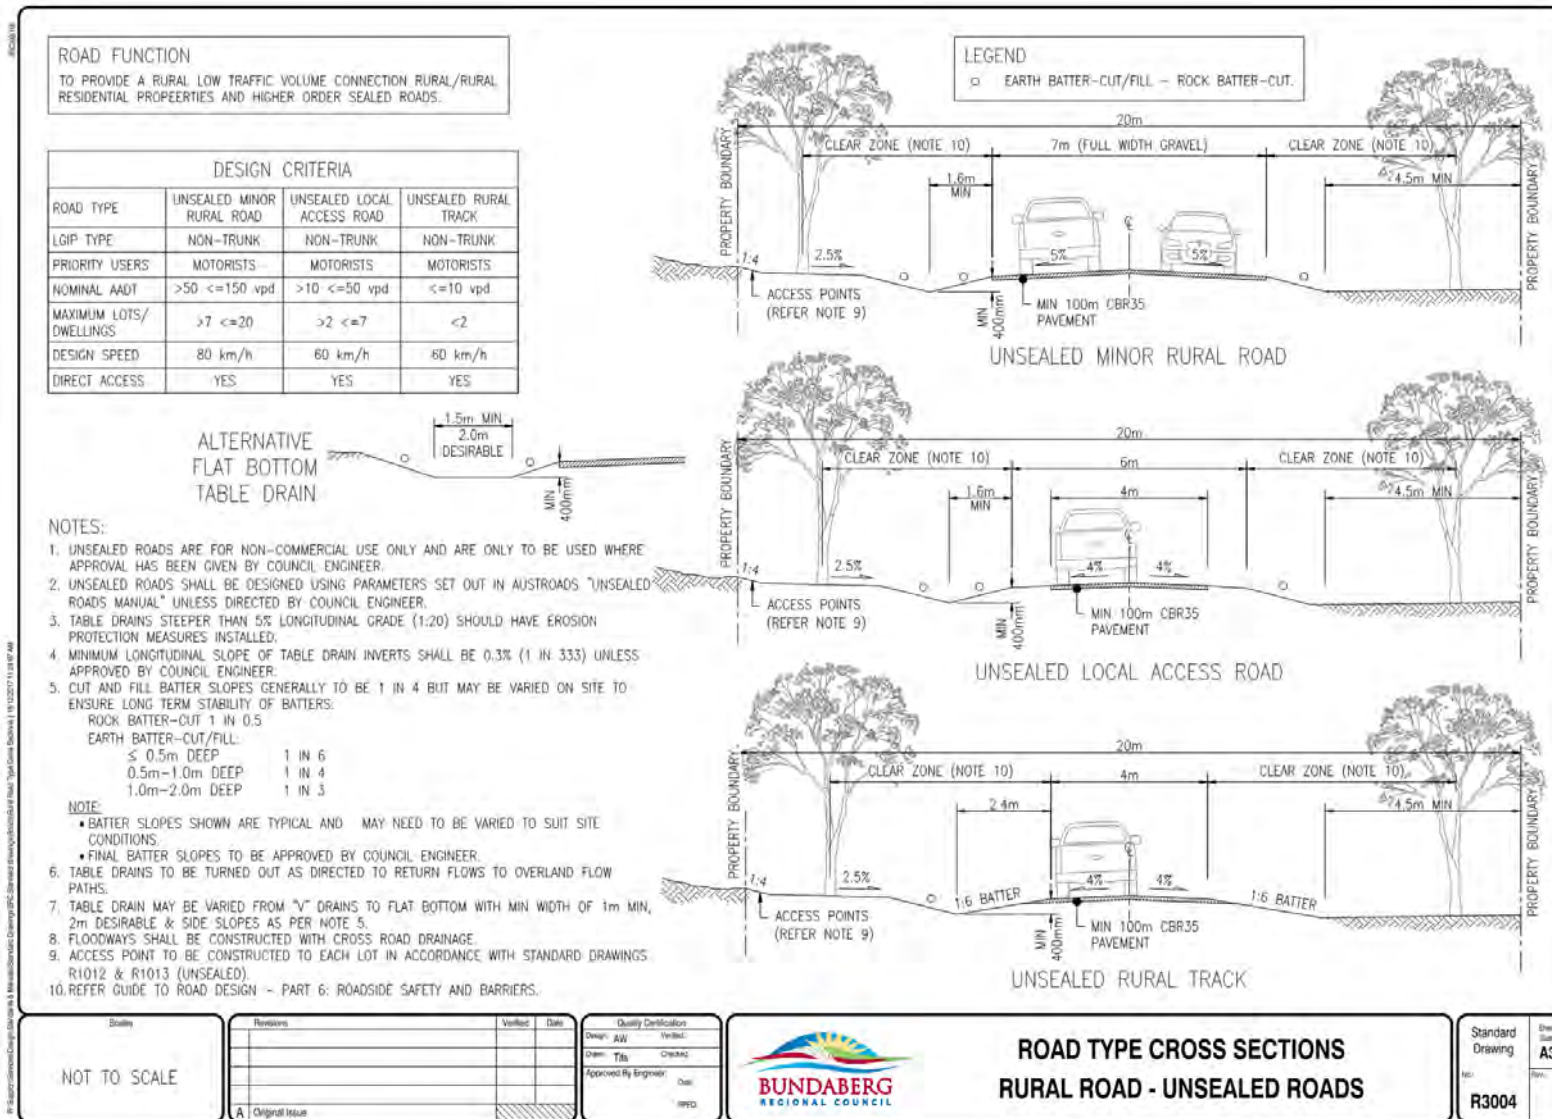 ROAD FUNCTION
TO PROVIDE A RURAL LOW TRAFFIC VOLUME CONNECTION RURAL/RURAL
RESIDENTIAL PROPEERTIES AND HIGHER ORDER SEALED ROADS.
DESIGN CRITERIA
ROAD TYPE UNSEALED MINOR RURAL ROAD UNSEALED LOCAL ACCESS ROAD UNSEALED RURAL TRACK
LGIP TYPE NON-TRUNK NON-TRUNK NON-TRUNK
PRIORITY USERS MOTORISTS MOTORISTS MOTORISTS
NOMINAL AADT >50 <=150 vpd >10 <=50 vpd <=10 vpd
MAXIMUM LOTS/ DWELLINGS >7 <=20 >2 <=7 <2
DESIGN SPEED 80 km/h 60 km/h 60 km/h
DIRECT ACCESS YES YES YES
ALTERNATIVE
FLAT BOTTOM
TABLE DRAIN
1.5m MIN
2.0m
DESIRABLE
MIN
400mm
NOTES:
1. UNSEALED ROADS ARE FOR NON-COMMERCIAL USE ONLY AND ARE ONLY TO BE USED WHERE
APPROVAL HAS BEEN GIVEN BY COUNCIL ENGINEER.
2. UNSEALED ROADS SHALL BE DESIGNED USING PARAMETERS SET OUT IN AUSTROADS "UNSEALED
ROADS MANUAL" UNLESS DIRECTED BY COUNCIL ENGINEER.
3. TABLE DRAINS STEEPER THAN 5% LONGITUDINAL GRADE (1:20) SHOULD HAVE EROSION
PROTECTION MEASURES INSTALLED.
4. MINIMUM LONGITUDINAL SLOPE OF TABLE DRAIN INVERTS SHALL BE 0.3% (1 IN 333) UNLESS
APPROVED BY COUNCIL ENGINEER.
5. CUT AND FILL BATTER SLOPES GENERALLY TO BE 1 IN 4 BUT MAY BE VARIED ON SITE TO
ENSURE LONG TERM STABILITY OF BATTERS:
ROCK BATTER-CUT 1 IN 0.5
EARTH BATTER-CUT/FILL:
≤ 0.5m DEEP 1 IN 6
0.5m-1.0m DEEP 1 IN 4
1.0m-2.0m DEEP 1 IN 3
NOTE:
• BATTER SLOPES SHOWN ARE TYPICAL AND MAY NEED TO BE VARIED TO SUIT SITE
CONDITIONS.
• FINAL BATTER SLOPES TO BE APPROVED BY COUNCIL ENGINEER.
6. TABLE DRAINS TO BE TURNED OUT AS DIRECTED TO RETURN FLOWS TO OVERLAND FLOW
PATHS.
7. TABLE DRAIN MAY BE VARIED FROM "V" DRAINS TO FLAT BOTTOM WITH MIN WIDTH OF 1m MIN,
2m DESIRABLE & SIDE SLOPES AS PER NOTE 5.
8. FLOODWAYS SHALL BE CONSTRUCTED WITH CROSS ROAD DRAINAGE.
9. ACCESS POINT TO BE CONSTRUCTED TO EACH LOT IN ACCORDANCE WITH STANDARD DRAWINGS
R1012 & R1013 (UNSEALED).
10. REFER GUIDE TO ROAD DESIGN - PART 6: ROADSIDE SAFETY AND BARRIERS.
LEGEND
○ EARTH BATTER-CUT/FILL - ROCK BATTER-CUT.
20m
CLEAR ZONE (NOTE 10) 7m (FULL WIDTH GRAVEL) CLEAR ZONE (NOTE 10)
1.6m
MIN
4.5m MIN
PROPERTY BOUNDARY
PROPERTY BOUNDARY
1:4
2.5%
5% 5%
ACCESS POINTS
(REFER NOTE 9)
MIN
400mm
MIN 100m CBR35
PAVEMENT
UNSEALED MINOR RURAL ROAD
20m
CLEAR ZONE (NOTE 10) 6m CLEAR ZONE (NOTE 10)
1.6m
MIN
4m
4.5m MIN
PROPERTY BOUNDARY
PROPERTY BOUNDARY
1:4
2.5%
4% 4%
ACCESS POINTS
(REFER NOTE 9)
MIN
400mm
MIN 100m CBR35
PAVEMENT
UNSEALED LOCAL ACCESS ROAD
20m
CLEAR ZONE (NOTE 10) 4m CLEAR ZONE (NOTE 10)
2.4m
4.5m MIN
PROPERTY BOUNDARY
PROPERTY BOUNDARY
1:4
2.5%
1:6 BATTER
4% 4%
1:6 BATTER
ACCESS POINTS
(REFER NOTE 9)
MIN
400mm
MIN 100m CBR35
PAVEMENT
UNSEALED RURAL TRACK
Scales
NOT TO SCALE
Revisions Verified Date
A Original Issue
Quality Certification
Design: AW Verified:
Drawn: Checked:
Approved By Engineer:
Date:
RPEQ:
BUNDABERG
REGIONAL COUNCIL
ROAD TYPE CROSS SECTIONS
RURAL ROAD - UNSEALED ROADS
Standard
Drawing
No.:
R3004